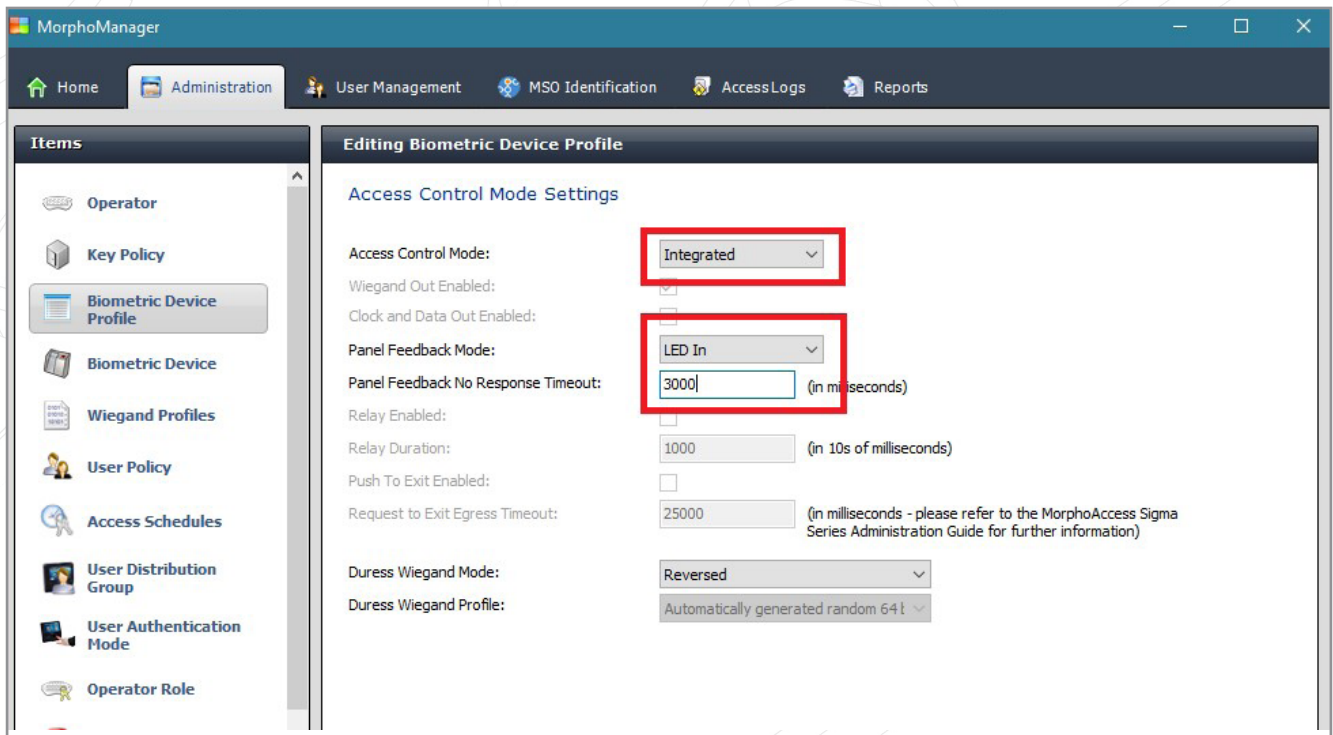 MorphoManager
Home Administration User Management MSO Identification AccessLogs Reports
Items
Operator
Key Policy
Biometric Device
Profile
Biometric Device
Wiegand Profiles
User Policy
Access Schedules
User Distribution
Group
User Authentication
Mode
Operator Role
Editing Biometric Device Profile
Access Control Mode Settings
Access Control Mode: Integrated
Wiegand Out Enabled:
Clock and Data Out Enabled:
Panel Feedback Mode: LED In
Panel Feedback No Response Timeout: 3000 (in miliseconds)
Relay Enabled:
Relay Duration: 1000 (in 10s of milliseconds)
Push To Exit Enabled:
Request to Exit Egress Timeout: 25000 (in milliseconds - please refer to the MorphoAccess Sigma
Series Administration Guide for further information)
Duress Wiegand Mode: Reversed
Duress Wiegand Profile: Automatically generated random 64